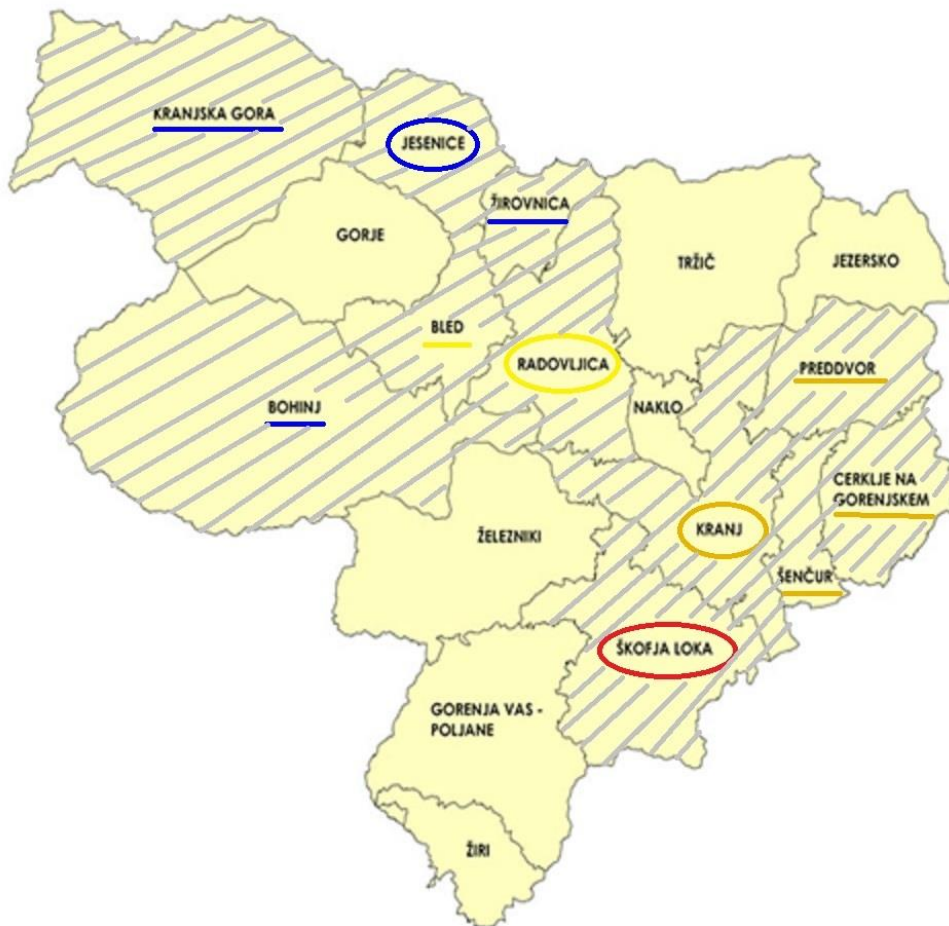 KRANJSKA GORA
JESENICE
ŽIROVNICA
GORJE
TRŽIČ
JEZERSKO
BLED
RADOVLJICA
PREDDVOR
BOHINJ
NAKLO
CERKLJE NA
GORENJSKEM
KRANJ
ŽELEZNIKI
ŠENČUR
ŠKOFJA LOKA
GORENJA VAS -
POLJANE
ŽIRI